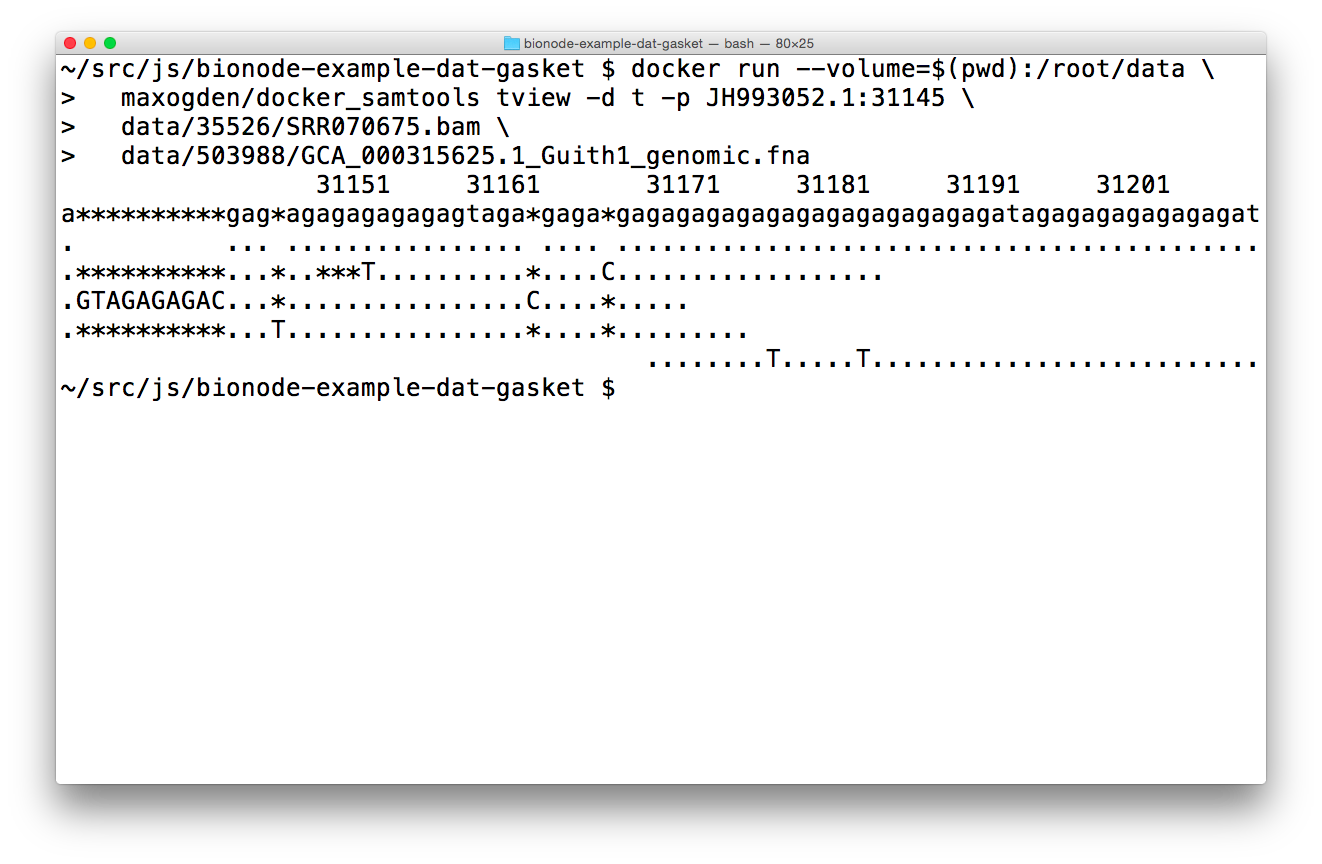 bionode-example-dat-gasket — bash — 80×25
~/src/js/bionode-example-dat-gasket $ docker run --volume=$(pwd):/root/data \
>   maxogden/docker_samtools tview -d t -p JH993052.1:31145 \
>   data/35526/SRR070675.bam \
>   data/503988/GCA_000315625.1_Guith1_genomic.fna
                 31151     31161       31171     31181     31191     31201
a**********gag*agagagagagagtaga*gaga*gagagagagagagagagagagagagatagagagagagagagat
.          ... ................ .... ...........................................
.**********...*..***T..........*....C..................
.GTAGAGAGAC...*................C....*.....
.**********...T................*....*.........
                                       ........T.....T..........................
~/src/js/bionode-example-dat-gasket $